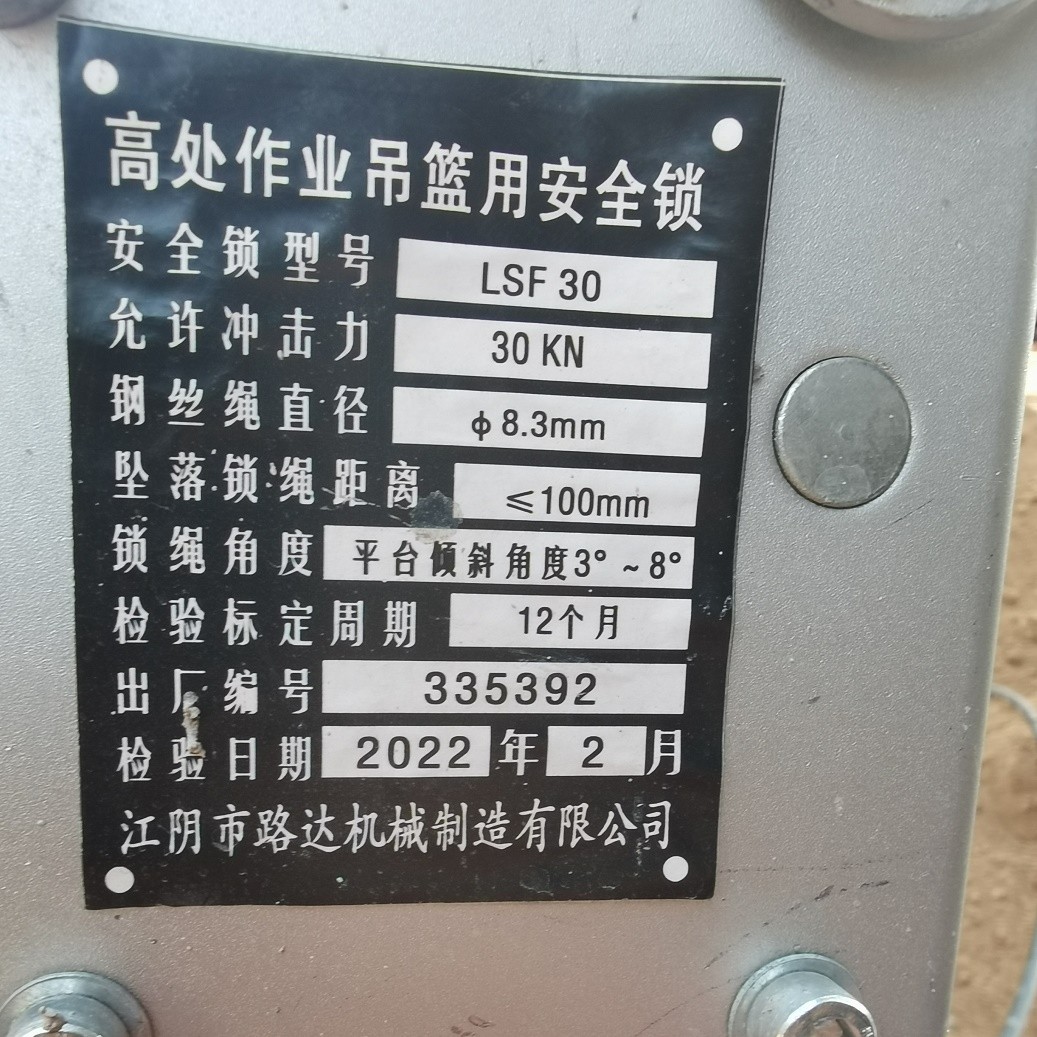 高处作业吊篮用安全锁
安全锁型号 LSF 30
允许冲击力 30 KN
钢丝绳直径 ф8.3mm
坠落锁绳距离 ≤100mm
锁绳角度 平台倾斜角度3°~8°
检验标定周期 12个月
出厂编号 335392
检验日期 2022 年 2 月
江阴市路达机械制造有限公司